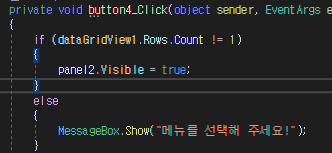 private void button4_Click(object sender, EventArgs e
{
if (dataGridView1.Rows.Count != 1)
{
panel2.Visible = true;
}
else
{
MessageBox.Show("메뉴를 선택해 주세요!");
}